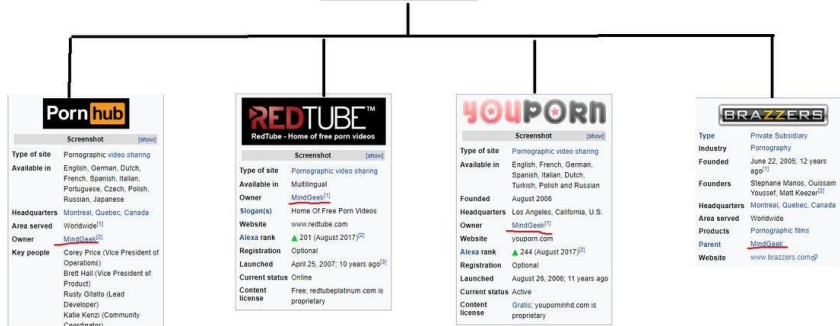 Porn hub
Screenshot [show]
Type of site Pornographic video sharing
Available in English, German, Dutch,
French, Spanish, Italian,
Portuguese, Czech, Polish,
Russian, Japanese
Headquarters Montreal, Quebec, Canada
Area served Worldwide[1]
Owner MindGeek[2]
Key people Corey Price (Vice President of
Operations)
Brett Hall (Vice President of
Product)
Rusty Gitalto (Lead
Developer)
Katie Kenzi (Community
Coordinator)
REDTUBE™
RedTube - Home of free porn videos
Screenshot [show]
Type of site Pornographic video sharing
Available in Multilingual
Owner MindGeek[1]
Slogan(s) Home Of Free Porn Videos
Website www.redtube.com
Alexa rank ▲ 201 (August 2017)[2]
Registration Optional
Launched April 25, 2007; 10 years ago[3]
Current status Online
Content license Free; redtubeplatinum.com is
proprietary
YOUPORN
Screenshot [show]
Type of site Pornographic video sharing
Available in English, French, German,
Spanish, Italian, Dutch,
Turkish, Polish and Russian
Founded August 2006
Headquarters Los Angeles, California, U.S.
Owner MindGeek[1]
Website youporn.com
Alexa rank ▲ 244 (August 2017)[2]
Registration Optional
Launched August 26, 2006; 11 years ago
Current status Active
Content license Gratis; youporninhd.com is
proprietary
BRAZZERS
Type Private Subsidiary
Industry Pornography
Founded June 22, 2005; 12 years
ago[1]
Founders Stephane Manos, Ouissam
Youssef, Matt Keezer[2]
Headquarters Montreal, Quebec, Canada
Area served Worldwide
Products Pornographic films
Parent MindGeek
Website www.brazzers.com